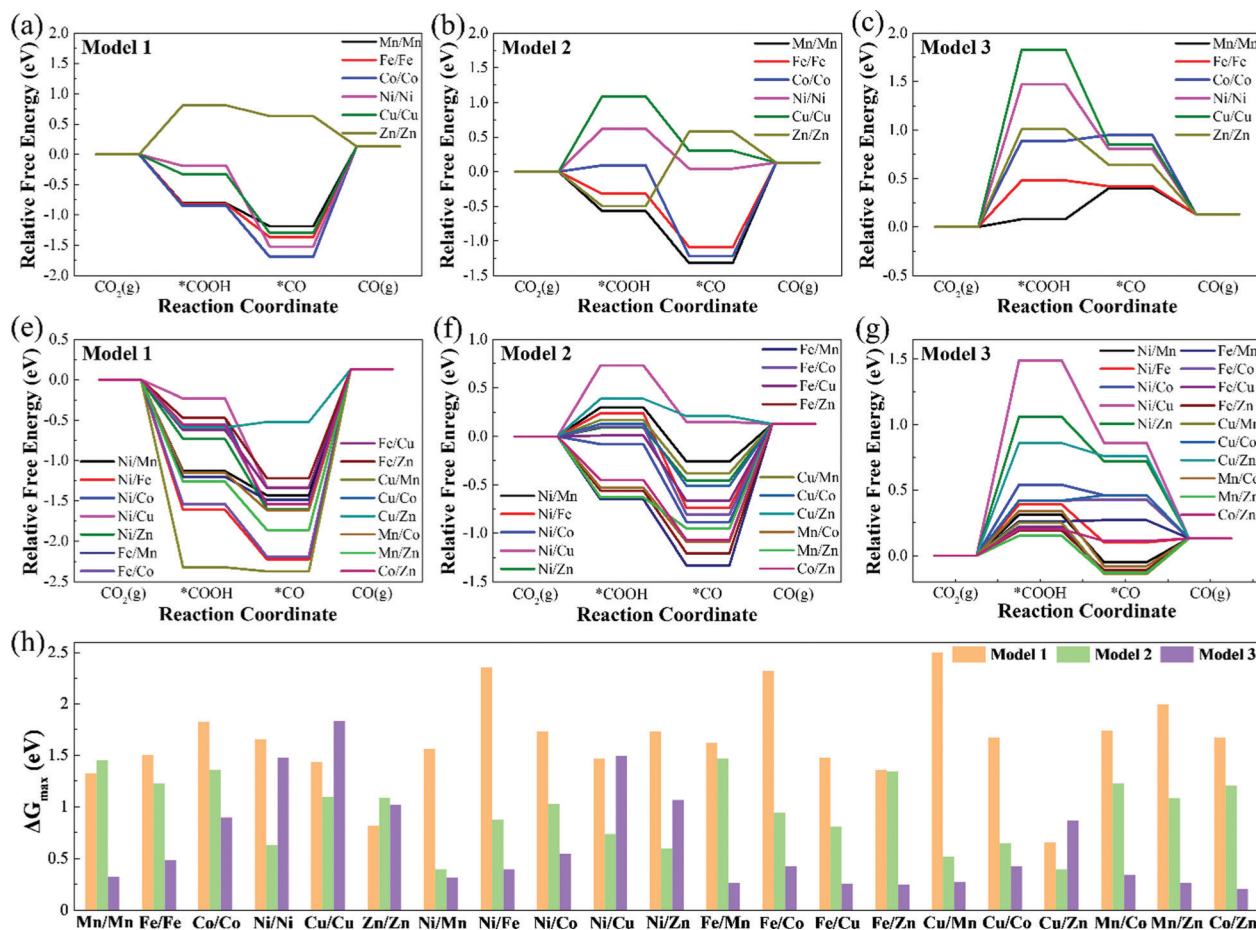 (a)
Model 1
2.0
1.5
1.0
0.5
0.0
-0.5
-1.0
-1.5
-2.0
Relative Free Energy (eV)
Mn/Mn
Fe/Fe
Co/Co
Ni/Ni
Cu/Cu
Zn/Zn
CO2(g) *COOH *CO CO(g)
Reaction Coordinate
(b)
Model 2
2.0
1.5
1.0
0.5
0.0
-0.5
-1.0
-1.5
Relative Free Energy (eV)
Mn/Mn
Fe/Fe
Co/Co
Ni/Ni
Cu/Cu
Zn/Zn
CO2(g) *COOH *CO CO(g)
Reaction Coordinate
(c)
Model 3
2.0
1.5
1.0
0.5
0.0
-0.5
Relative Free Energy (eV)
Mn/Mn
Fe/Fe
Co/Co
Ni/Ni
Cu/Cu
Zn/Zn
CO2(g) *COOH *CO CO(g)
Reaction Coordinate
(e)
Model 1
0.5
0.0
-0.5
-1.0
-1.5
-2.0
-2.5
Relative Free Energy (eV)
Ni/Mn
Ni/Fe
Ni/Co
Ni/Cu
Ni/Zn
Fe/Mn
Fe/Co
Fe/Cu
Fe/Zn
Cu/Mn
Cu/Co
Cu/Zn
Mn/Co
Mn/Zn
Co/Zn
CO2(g) *COOH *CO CO(g)
Reaction Coordinate
(f)
Model 2
1.0
0.5
0.0
-0.5
-1.0
-1.5
Relative Free Energy (eV)
Fe/Mn
Fe/Co
Fe/Cu
Fe/Zn
Ni/Mn
Ni/Fe
Ni/Co
Ni/Cu
Ni/Zn
Cu/Mn
Cu/Co
Cu/Zn
Mn/Co
Mn/Zn
Co/Zn
CO2(g) *COOH *CO CO(g)
Reaction Coordinate
(g)
Model 3
1.5
1.0
0.5
0.0
Relative Free Energy (eV)
Ni/Mn
Ni/Fe
Ni/Co
Ni/Cu
Ni/Zn
Fe/Mn
Fe/Co
Fe/Cu
Fe/Zn
Cu/Mn
Cu/Co
Cu/Zn
Mn/Co
Mn/Zn
Co/Zn
CO2(g) *COOH *CO CO(g)
Reaction Coordinate
(h)
2.5
2
1.5
1
0.5
0
ΔGmax (eV)
Model 1 Model 2 Model 3
Mn/Mn Fe/Fe Co/Co Ni/Ni Cu/Cu Zn/Zn Ni/Mn Ni/Fe Ni/Co Ni/Cu Ni/Zn Fe/Mn Fe/Co Fe/Cu Fe/Zn Cu/Mn Cu/Co Cu/Zn Mn/Co Mn/Zn Co/Zn